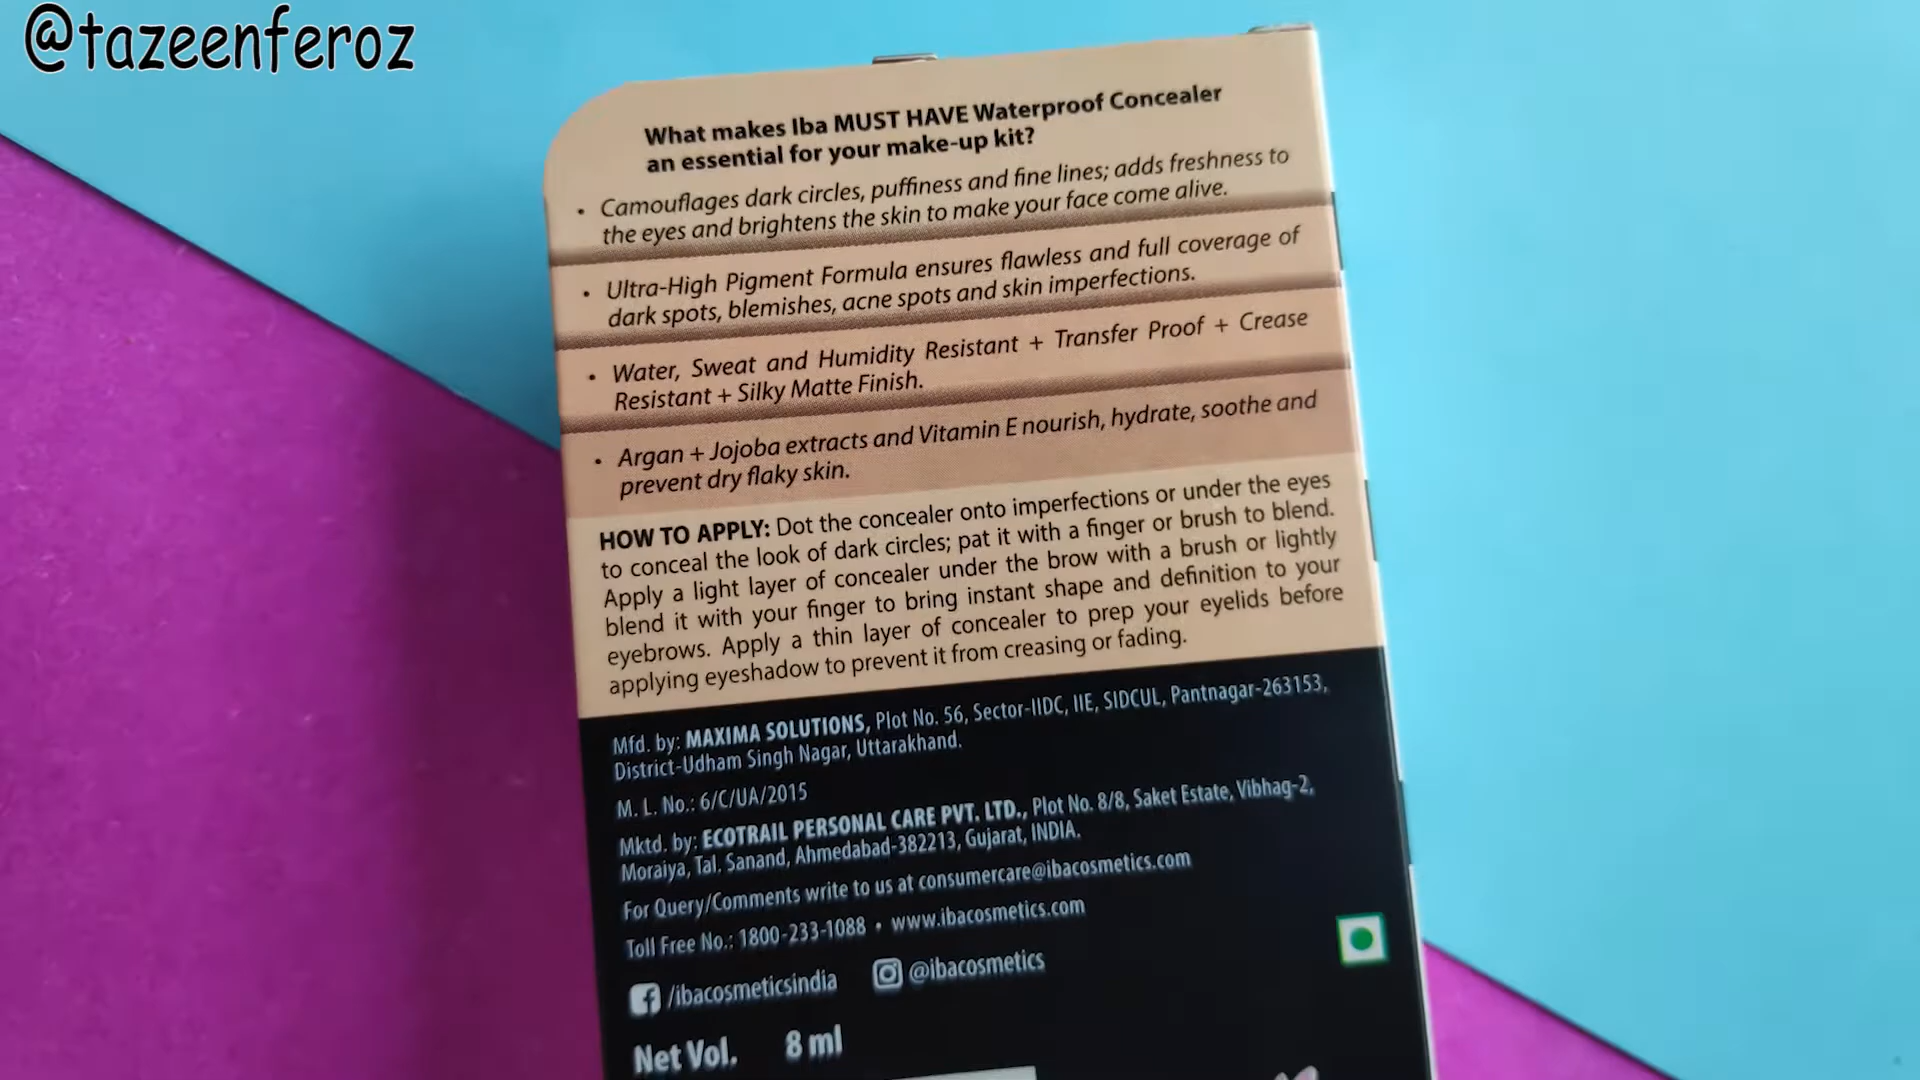 @tazeenferoz
What makes Iba MUST HAVE Waterproof Concealer
an essential for your make-up kit?
• Camouflages dark circles, puffiness and fine lines; adds freshness to
the eyes and brightens the skin to make your face come alive.
• Ultra-High Pigment Formula ensures flawless and full coverage of
dark spots, blemishes, acne spots and skin imperfections.
• Water, Sweat and Humidity Resistant + Transfer Proof + Crease
Resistant + Silky Matte Finish.
• Argan + Jojoba extracts and Vitamin E nourish, hydrate, soothe and
prevent dry flaky skin.
HOW TO APPLY: Dot the concealer onto imperfections or under the eyes
to conceal the look of dark circles; pat it with a finger or brush to blend.
Apply a light layer of concealer under the brow with a brush or lightly
blend it with your finger to bring instant shape and definition to your
eyebrows. Apply a thin layer of concealer to prep your eyelids before
applying eyeshadow to prevent it from creasing or fading.
Mfd. by: MAXIMA SOLUTIONS, Plot No. 56, Sector-IIDC, IIE, SIDCUL, Pantnagar-263153,
District-Udham Singh Nagar, Uttarakhand.
M. L. No.: 6/C/UA/2015
Mktd. by: ECOTRAIL PERSONAL CARE PVT. LTD., Plot No. 8/8, Saket Estate, Vibhag-2,
Moraiya, Tal. Sanand, Ahmedabad-382213, Gujarat, INDIA.
For Query/Comments write to us at consumercare@ibacosmetics.com
Toll Free No.: 1800-233-1088 • www.ibacosmetics.com
/ibacosmeticsindia @ibacosmetics
Net Vol. 8 ml